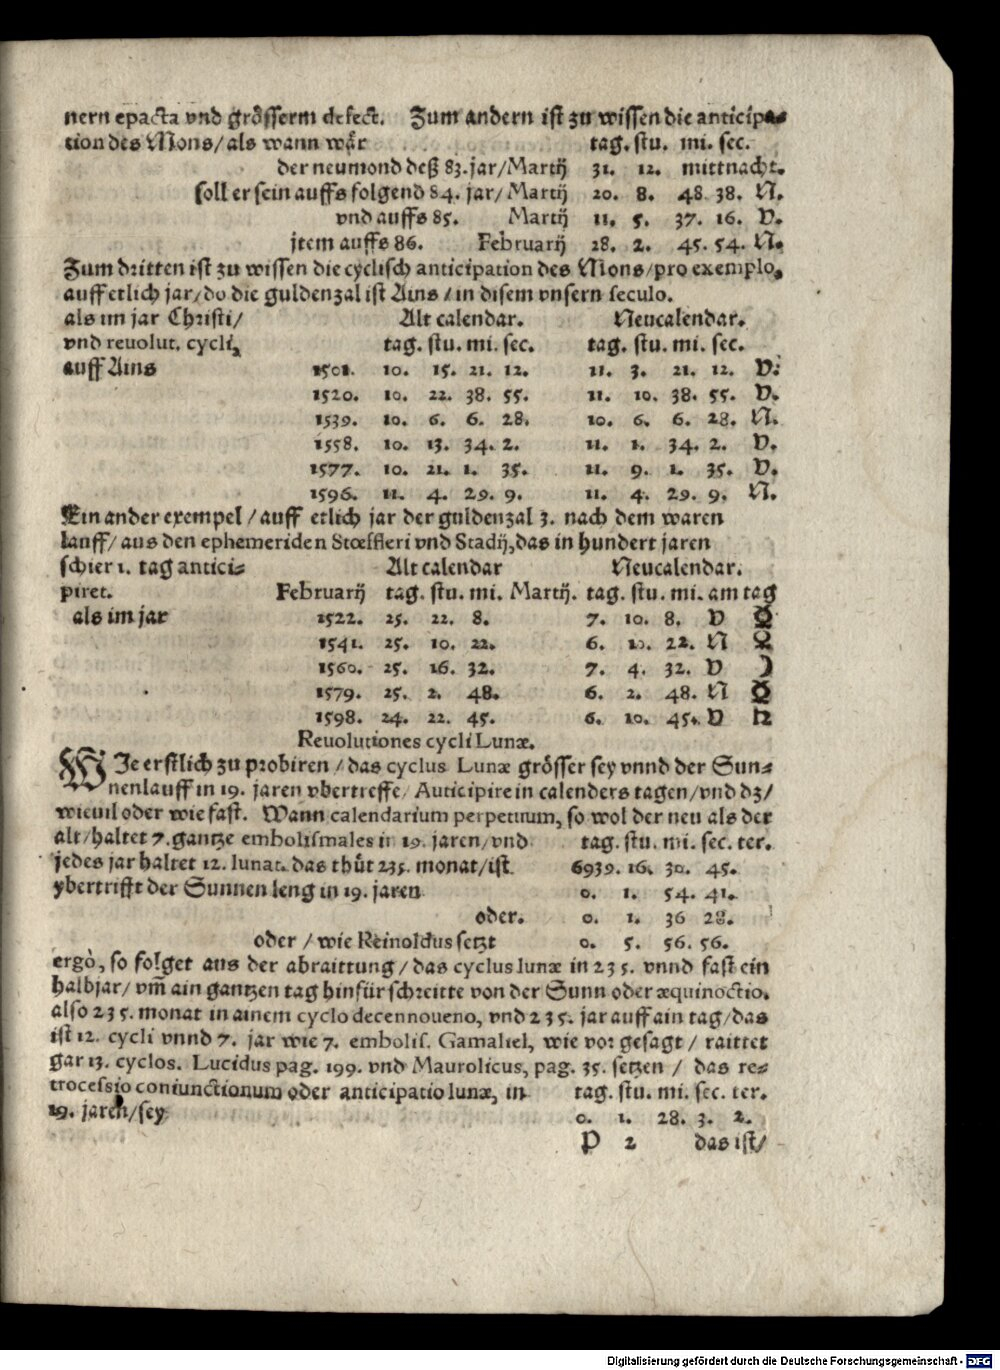 nern epacta vnd grössern defect. Zum andern ist zu wissen die anticipa-
tion des Mons/als wann wär tag. stu. mi. sec.
der neumond deß 83.jar/Martij 31. 12. mittnacht.
soll er sein auffs folgend 84. jar/ Martij 20. 8. 48. 38. N.
vnd auffs 85. Martij 11. 5. 37. 16. V.
jtem auffs 86. Februarij 28. 2. 45. 54. N.
Zum dritten ist zu wissen die cyclisch anticipation des Mons/pro exemplo,
auff etlich jar/do die guldenzal ist Ains / in disem vnsern seculo.
als im jar Christi/ Alt calendar. Neucalendar.
vnd reuolut. cycli, tag. stu. mi. sec. tag. stu. mi. sec.
auff Ains 1501. 10. 15. 21. 12. 11. 3. 21. 12. V.
1520. 10. 22. 38. 55. 11. 10. 38. 55. V.
1539. 10. 6. 6. 28. 10. 6. 6. 28. N.
1558. 10. 13. 34. 2. 11. 1. 34. 2. V.
1577. 10. 21. 1. 35. 11. 9. 1. 35. V.
1596. 11. 4. 29. 9. 11. 4. 29. 9. N.
Ein ander exempel / auff etlich jar der guldenzal 3. nach dem waren
lauff/ aus den ephemeriden Stœffleri vnd Stadij,das in hundert jaren
schier 1. tag antici- Alt calendar Neucalendar.
piret. Februarij tag. stu. mi. Martij. tag. stu. mi. am tag
als im jar 1522. 25. 22. 8. 7. 10. 8. V ☿
1541. 25. 10. 22. 6. 10. 22. N ♀
1560. 25. 16. 32. 7. 4. 32. V ☽
1579. 25. 2. 48. 6. 2. 48. N ☿
1598. 24. 22. 45. 6. 10. 45. V ♄
Reuolutiones cycli Lunæ.
WIe erstlich zu probiren / das cyclus Lunæ grösser sey vnnd der Sun-
nenlauff in 19. jaren vbertreffe/ Auticipire in calenders tagen/vnd dz/
wieuil oder wie fast. Wann calendarium perpetuum, so wol der neu als der
alt/haltet 7.gantze embolismales in 19. jaren/vnd tag. stu. mi. sec. ter.
jedes jar haltet 12. lunat. das thůt 235. monat/ist 6939. 16. 30. 45.
ybertrifft der Sunnen leng in 19. jaren 0. 1. 54. 41.
oder. 0. 1. 36 28.
oder / wie Reinoldus setzt 0. 5. 56. 56.
ergò, so folget aus der abraittung/das cyclus lunæ in 235. vnnd fast ein
halbjar/ vm̃ ain gantzen tag hinfür schreitte von der Sunn oder æquinoctio.
also 235. monat in ainem cyclo decennoueno, vnd 235. jar auff ain tag/das
ist 12. cycli vnnd 7. jar wie 7. embolis. Gamaliel, wie vor gesagt / raittet
gar 13. cyclos. Lucidus pag. 199. vnd Maurolicus, pag. 35. setzen / das re-
trocessio coniunctionum oder anticipatio lunæ, in tag. stu. mi. sec. ter.
19. jaren/sey 0. 1. 28. 3. 2.
P 2 das ist/
Digitalisierung gefördert durch die Deutsche Forschungsgemeinschaft - DFG